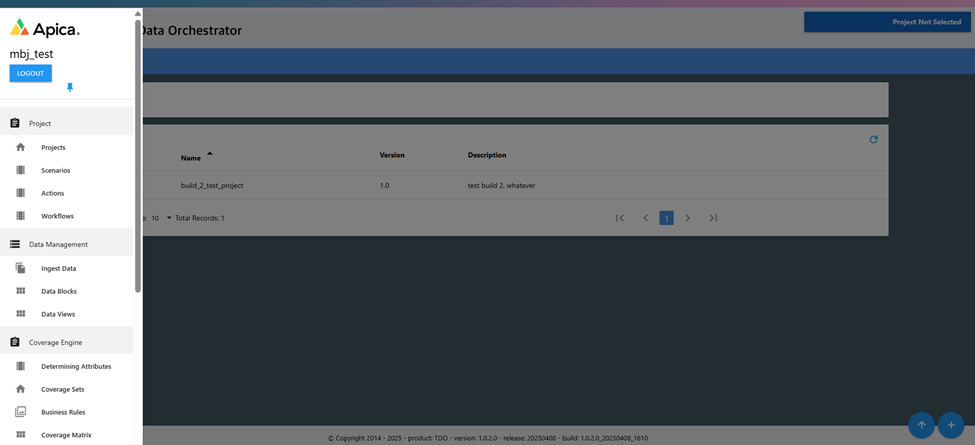 Apica.
Data Orchestrator
Project Not Selected
mbj_test
LOGOUT
Project
Projects
Scenarios
Actions
Workflows
Data Management
Ingest Data
Data Blocks
Data Views
Coverage Engine
Determining Attributes
Coverage Sets
Business Rules
Coverage Matrix
Name Version Description
build_2_test_project 1.0 test build 2. whatever
e: 10 Total Records: 1 1
© Copyright 2014 - 2025 - product: TDO - version: 1.0.2.0 - release: 20250408 - build: 1.0.2.0_20250408_1610